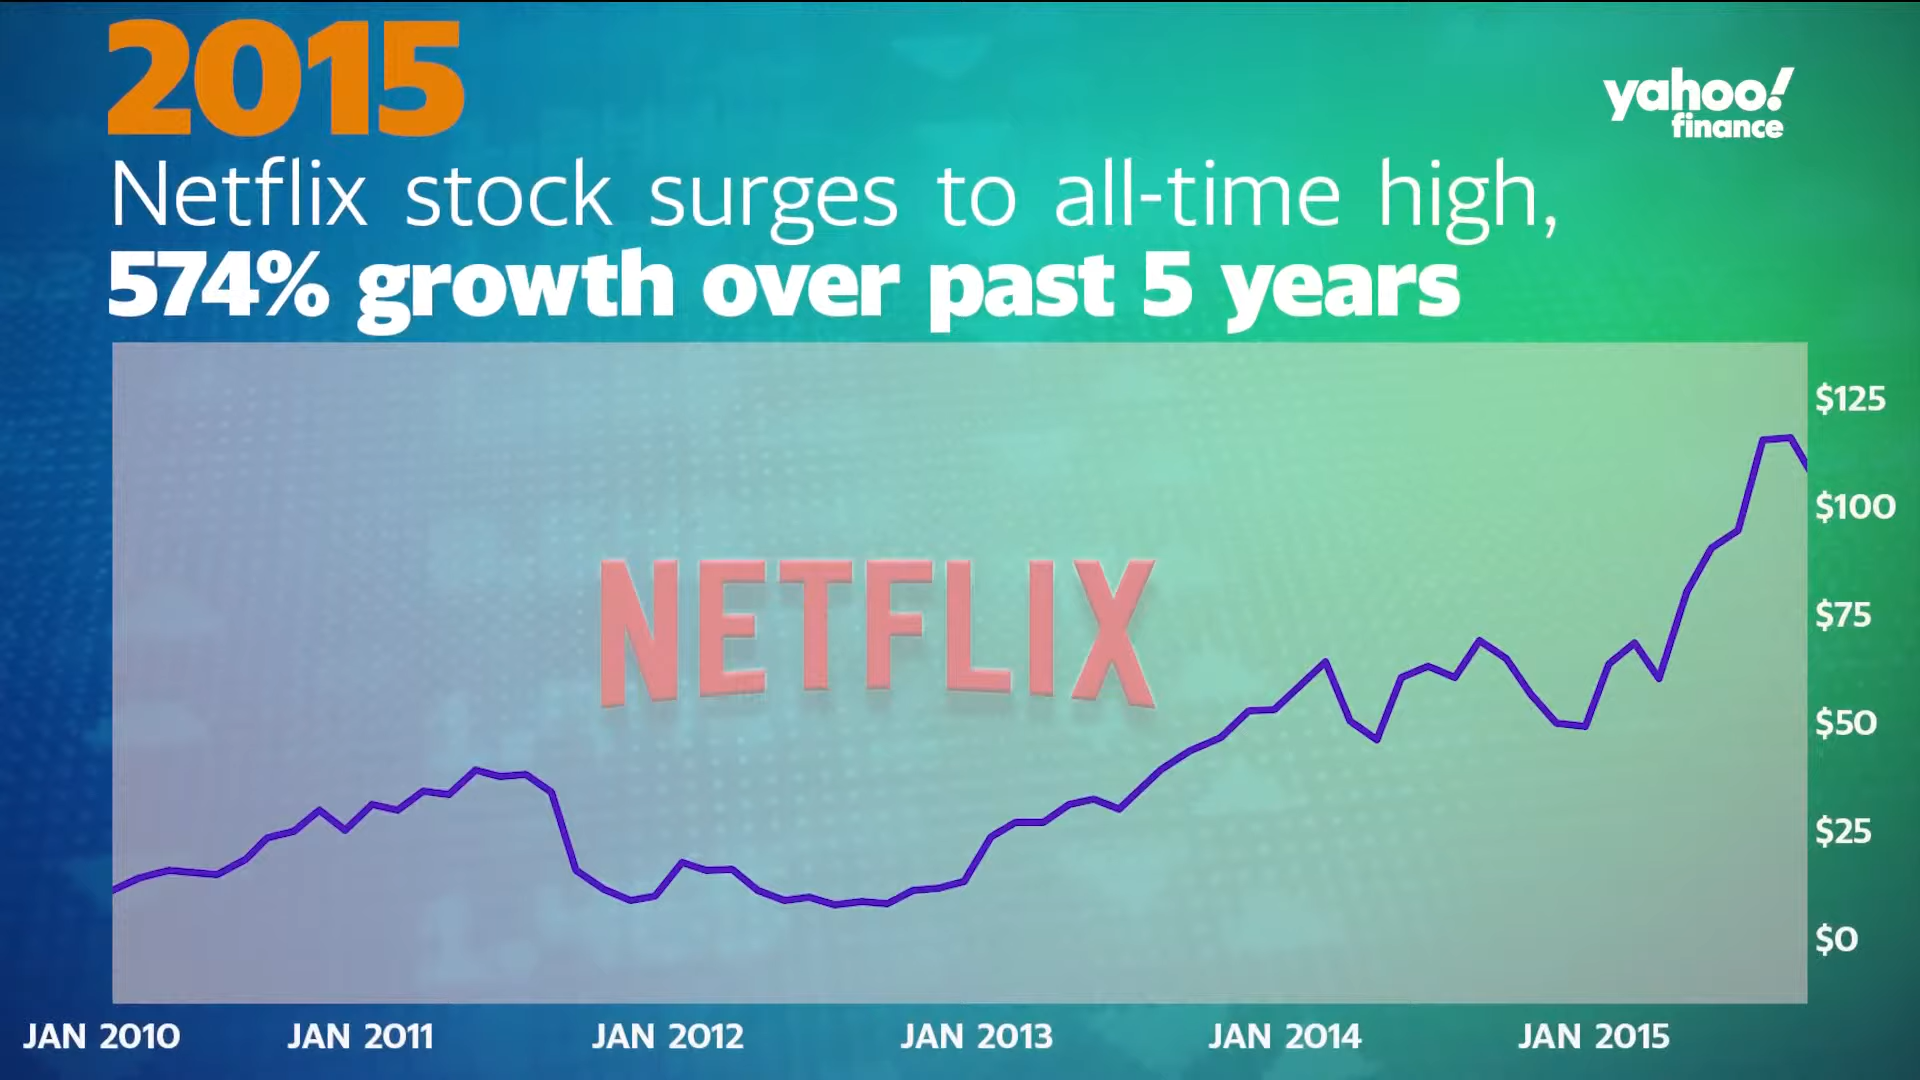 2015
yahoo!
finance
Netflix stock surges to all-time high,
574% growth over past 5 years
$125
$100
NETFLIX
$75
$50
$25
$0
JAN 2010 JAN 2011 JAN 2012 JAN 2013 JAN 2014 JAN 2015